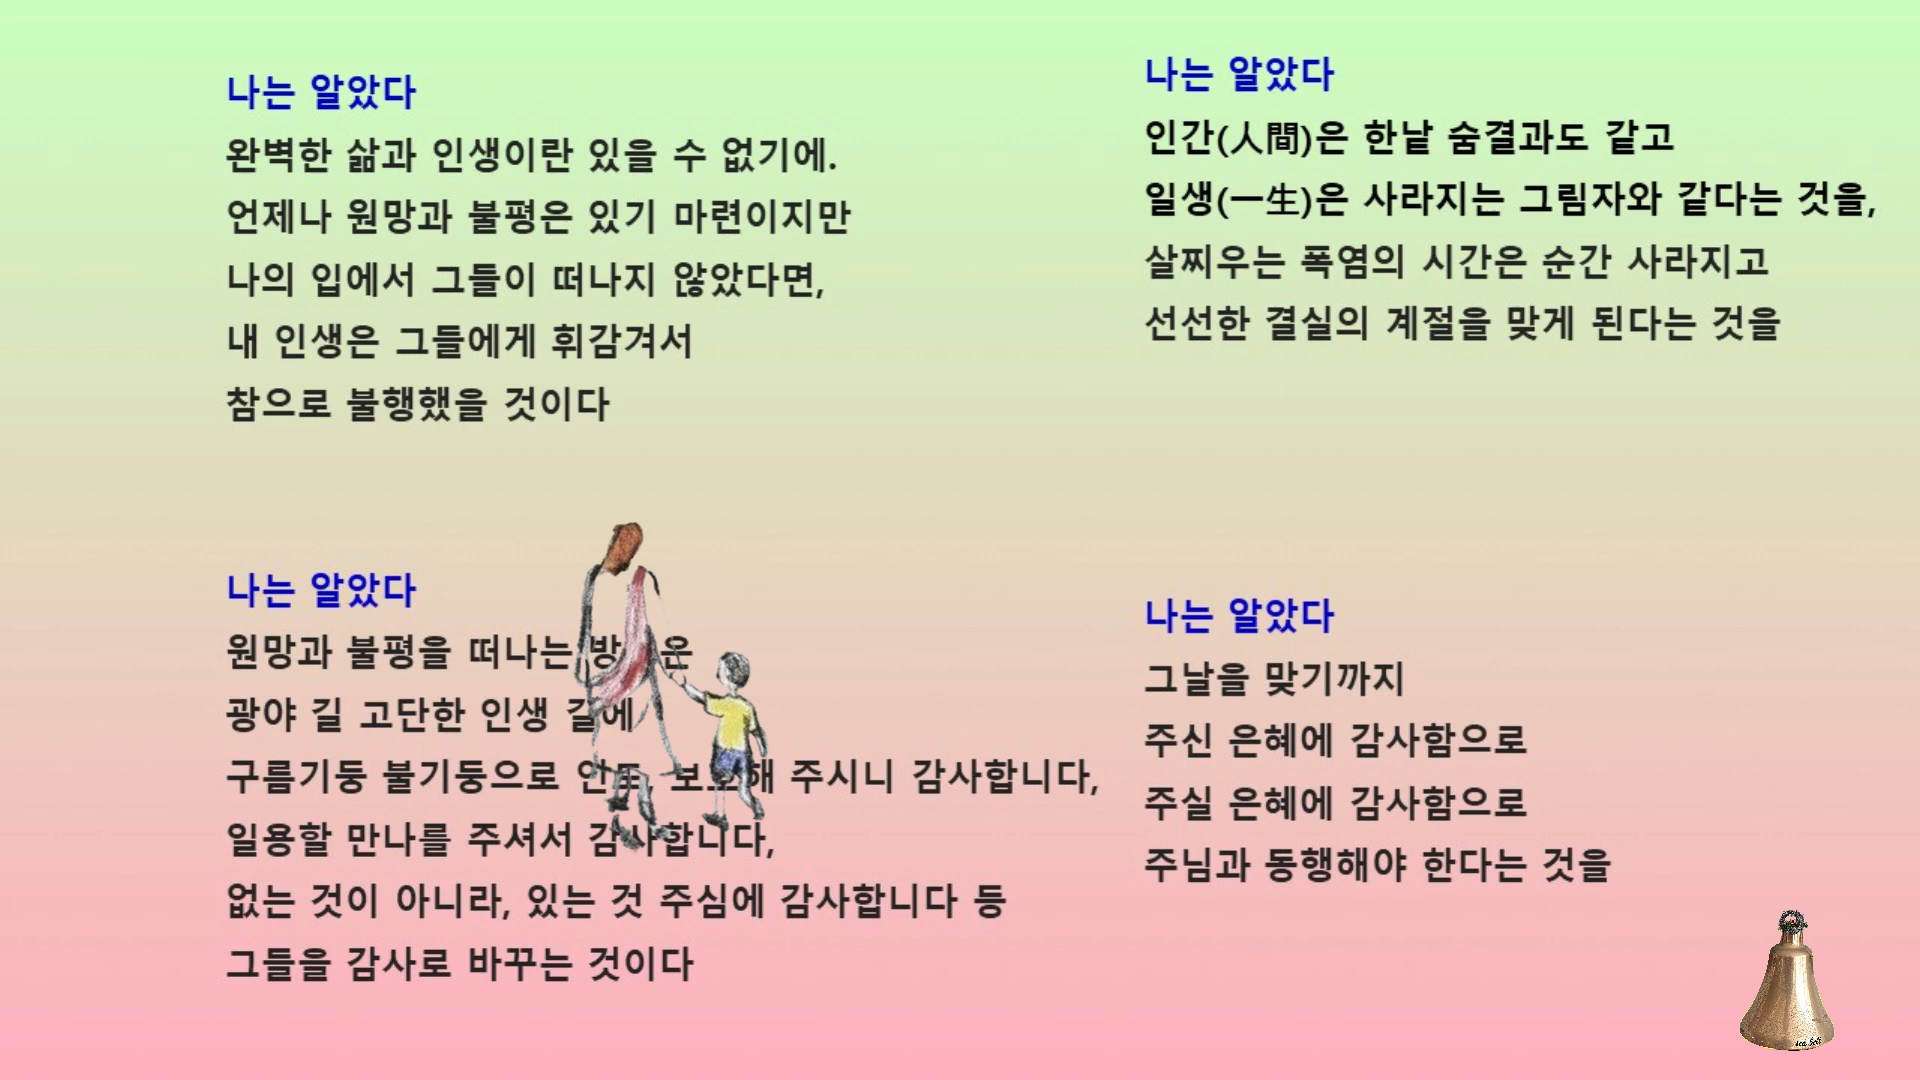 나는 알았다
완벽한 삶과 인생이란 있을 수 없기에.
언제나 원망과 불평은 있기 마련이지만
나의 입에서 그들이 떠나지 않았다면,
내 인생은 그들에게 휘감겨서
참으로 불행했을 것이다
나는 알았다
원망과 불평을 떠나는
광야 길 고단한 인생 길에
구름기둥 불기둥으로 주시니 감사합니다,
일용할 만나를 주셔서 감사합니다,
없는 것이 아니라, 있는 것 주심에 감사합니다 등
그들을 감사로 바꾸는 것이다
나는 알았다
인간(人間)은 한낱 숨결과도 같고
일생(一生)은 사라지는 그림자와 같다는 것을,
살찌우는 폭염의 시간은 순간 사라지고
선선한 결실의 계절을 맞게 된다는 것을
나는 알았다
그날을 맞기까지
주신 은혜에 감사함으로
주실 은혜에 감사함으로
주님과 동행해야 한다는 것을